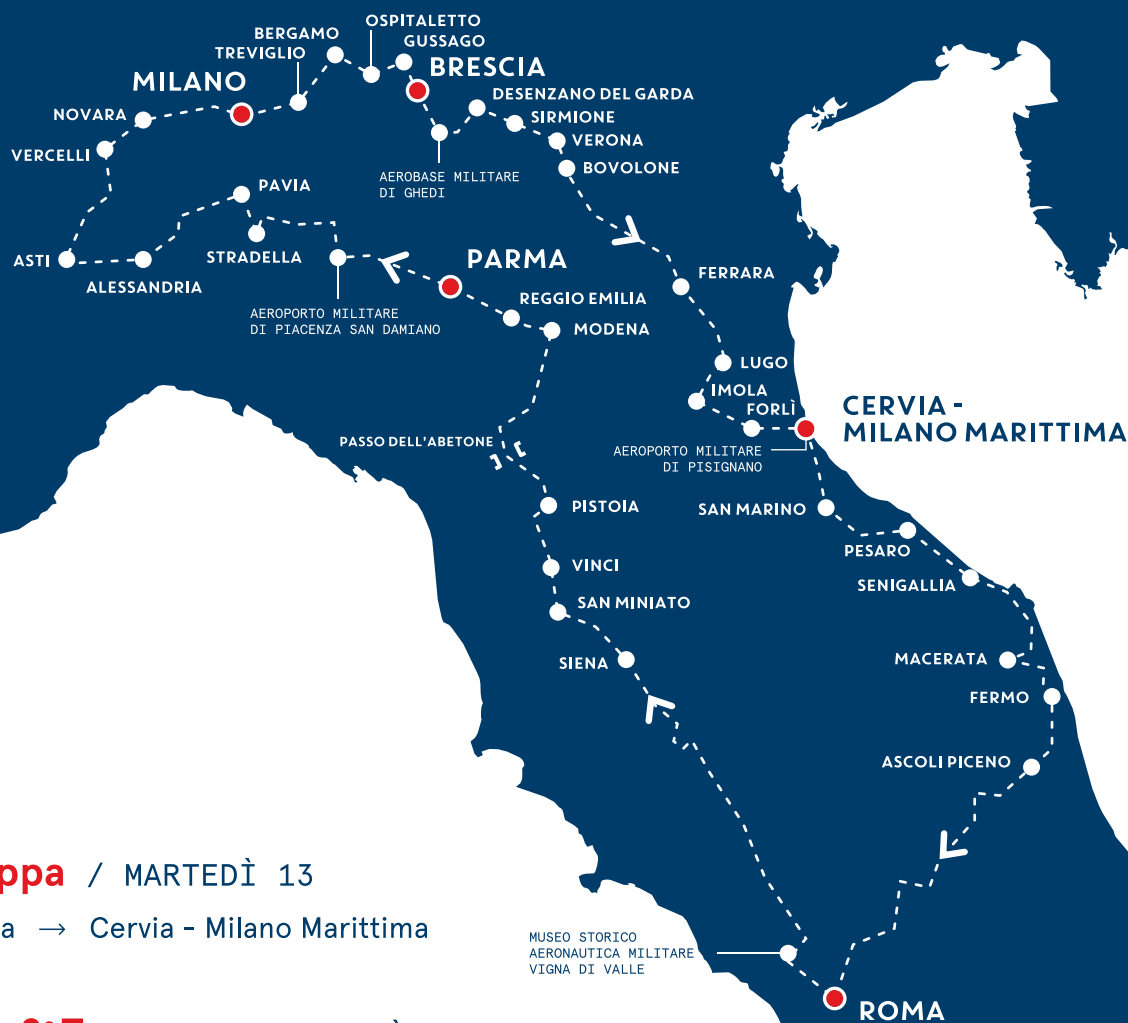 OSPITALETTO
BERGAMO
GUSSAGO
TREVIGLIO
BRESCIA
MILANO
DESENZANO DEL GARDA
NOVARA
SIRMIONE
VERONA
VERCELLI
BOVOLONE
AEROBASE MILITARE
DI GHEDI
PAVIA
ASTI
STRADELLA
PARMA
FERRARA
ALESSANDRIA
REGGIO EMILIA
AEROPORTO MILITARE
DI PIACENZA SAN DAMIANO
MODENA
LUGO
IMOLA
FORLÌ
CERVIA -
MILANO MARITTIMA
PASSO DELL'ABETONE
AEROPORTO MILITARE
DI PISIGNANO
PISTOIA
SAN MARINO
PESARO
VINCI
SENIGALLIA
SAN MINIATO
SIENA
MACERATA
FERMO
ASCOLI PICENO
ppa / MARTEDÌ 13
a → Cervia - Milano Marittima
MUSEO STORICO
AERONAUTICA MILITARE
VIGNA DI VALLE
ROMA